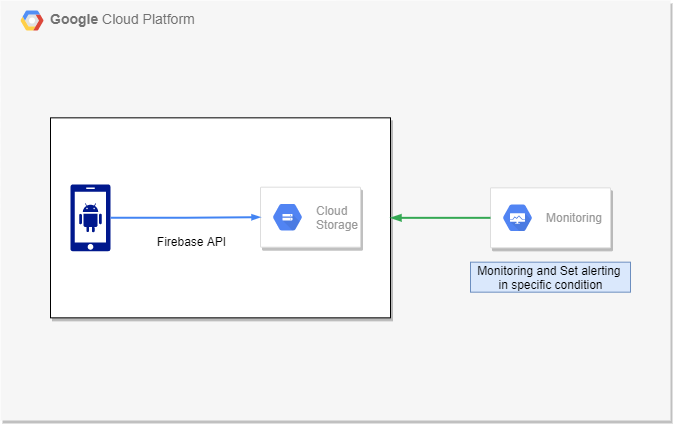 Google Cloud Platform
Cloud
Storage
Firebase API
Monitoring
Monitoring and Set alerting
in specific condition